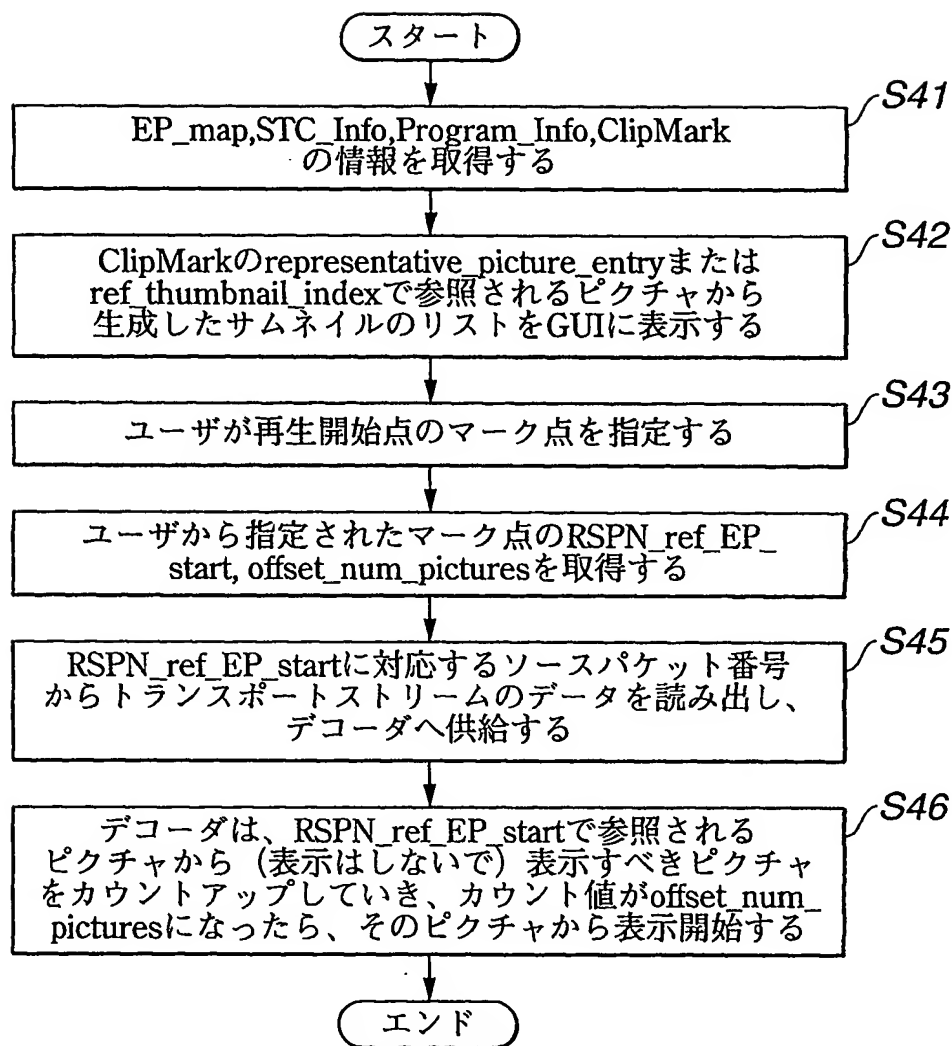 スタート
S41
EP_map,STC_Info,Program_Info,ClipMark
の情報を取得する
S42
ClipMarkのrepresentative_picture_entryまたは
ref_thumbnail_indexで参照されるピクチャから
生成したサムネイルのリストをGUIに表示する
S43
ユーザが再生開始点のマーク点を指定する
S44
ユーザから指定されたマーク点のRSPN_ref_EP_
start, offset_num_picturesを取得する
S45
RSPN_ref_EP_startに対応するソースパケット番号
からトランスポートストリームのデータを読み出し、
デコーダへ供給する
S46
デコーダは、RSPN_ref_EP_startで参照される
ピクチャから（表示はしないで）表示すべきピクチャ
をカウントアップしていき、カウント値がoffset_num_
picturesになったら、そのピクチャから表示開始する
エンド